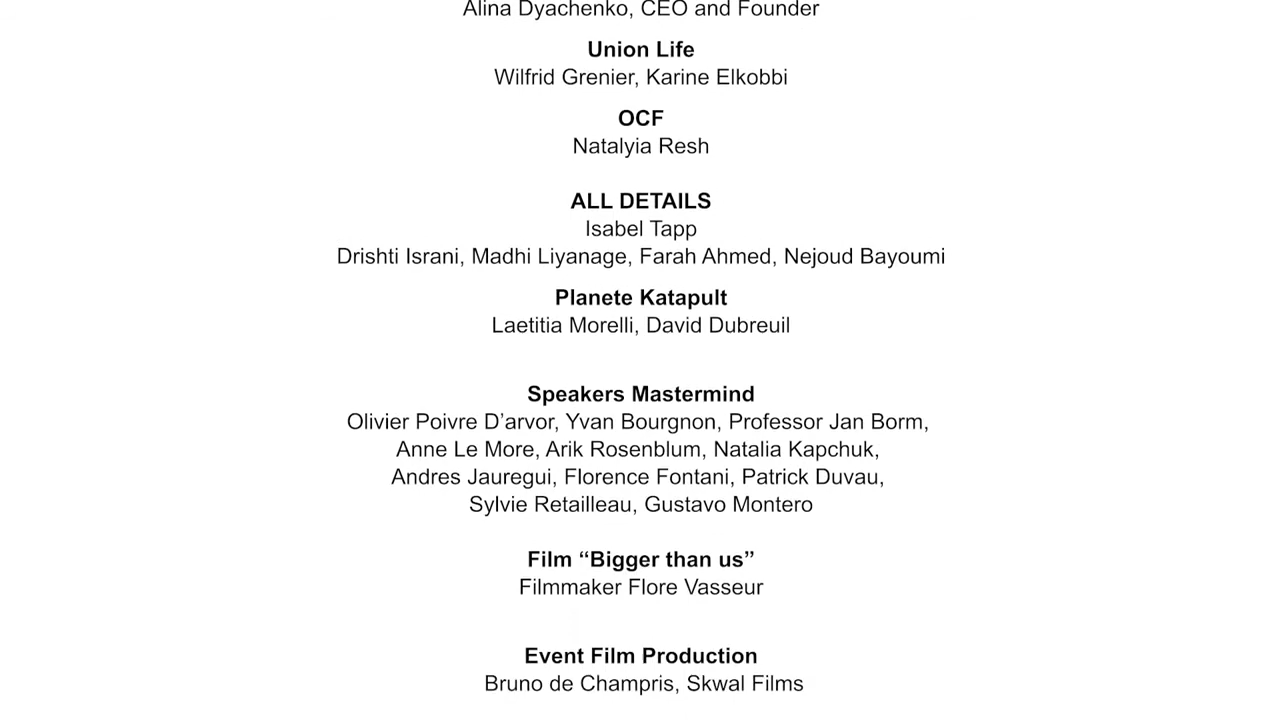 Alina Dyachenko, CEO and Founder
Union Life
Wilfrid Grenier, Karine Elkobbi
OCF
Natalyia Resh
ALL DETAILS
Isabel Tapp
Drishti Israni, Madhi Liyanage, Farah Ahmed, Nejoud Bayoumi
Planete Katapult
Laetitia Morelli, David Dubreuil
Speakers Mastermind
Olivier Poivre D’arvor, Yvan Bourgnon, Professor Jan Borm,
Anne Le More, Arik Rosenblum, Natalia Kapchuk,
Andres Jauregui, Florence Fontani, Patrick Duvau,
Sylvie Retailleau, Gustavo Montero
Film “Bigger than us”
Filmmaker Flore Vasseur
Event Film Production
Bruno de Champris, Skwal Films